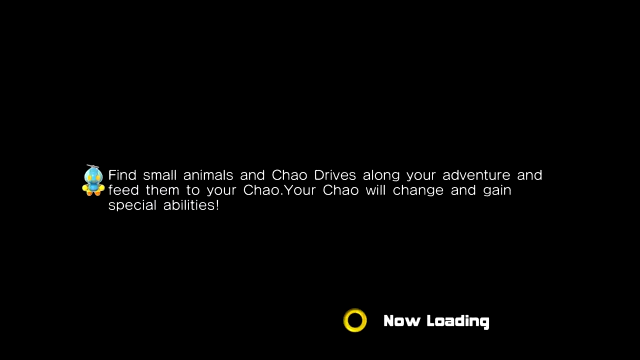 Find small animals and Chao Drives along your adventure and
feed them to your Chao.Your Chao will change and gain
special abilities!
Now Loading